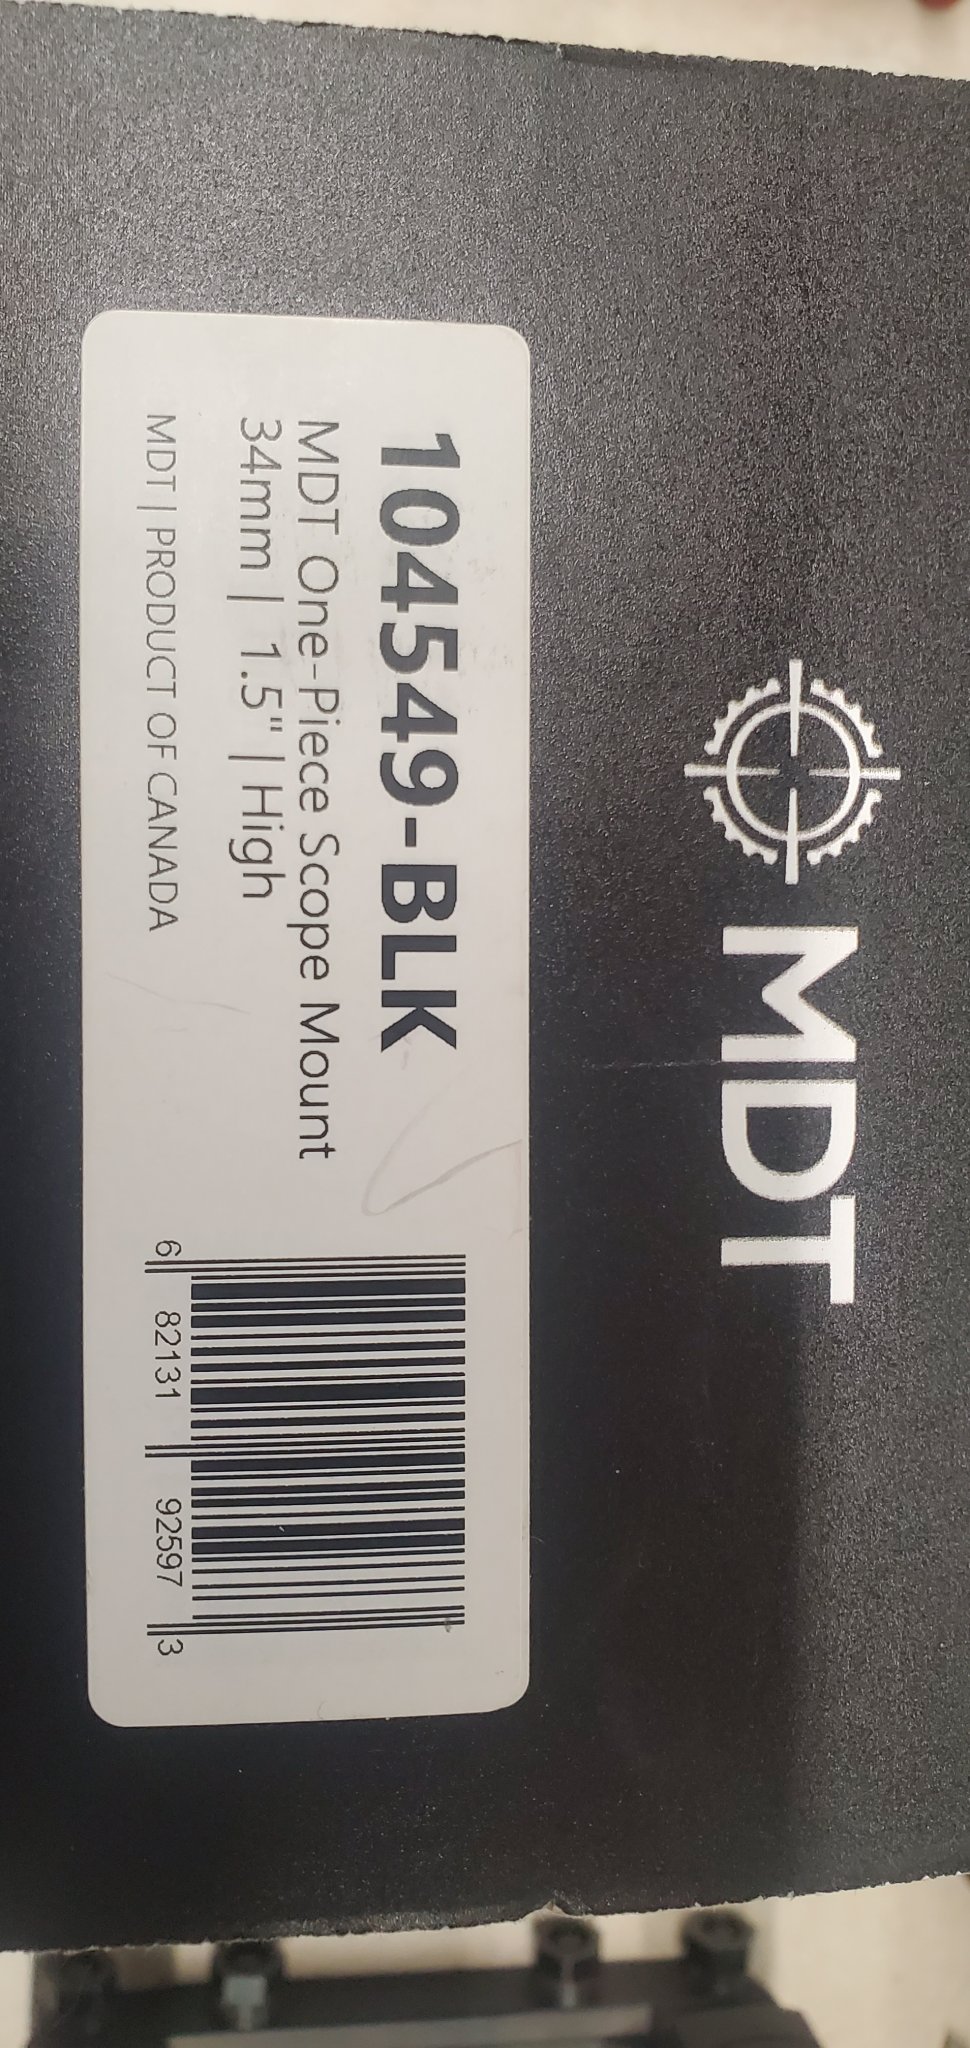 MDT
104549-BLK
MDT One-Piece Scope Mount
34mm | 1.5" | High
MDT | PRODUCT OF CANADA
6 82131 92597 3